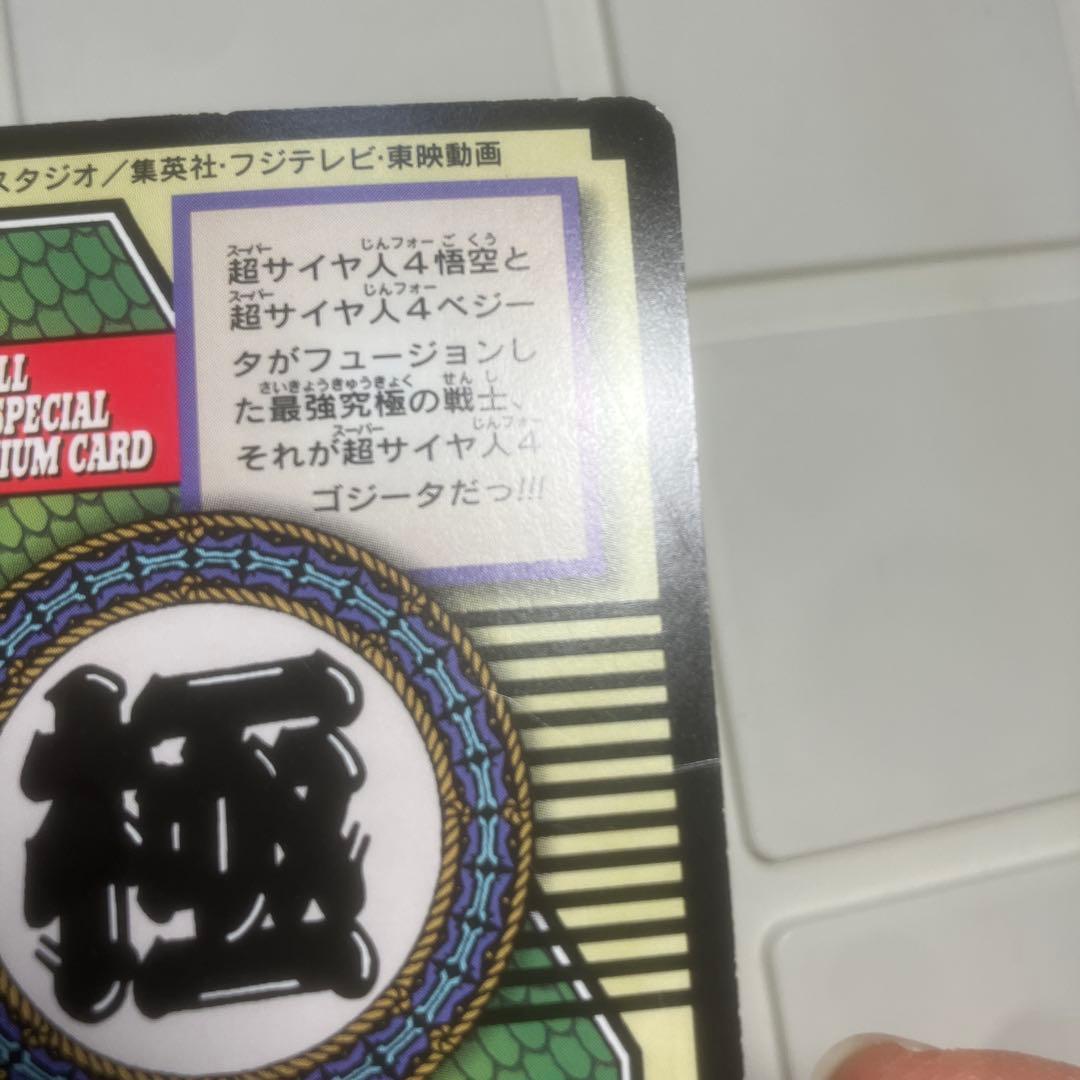 スタジオ／集英社·フジテレビ·東映動画
スーパー じんフォー ご くう
超サイヤ人４悟空と
スーパー じんフォー
超サイヤ人４ベジー
タがフュージョンし
さいきょうきゅうきょく せん し
た最強究極の戦士、
スーパー じんフォー
それが超サイヤ人４
ゴジータだっ!!!
LL
SPECIAL
IUM CARD
極